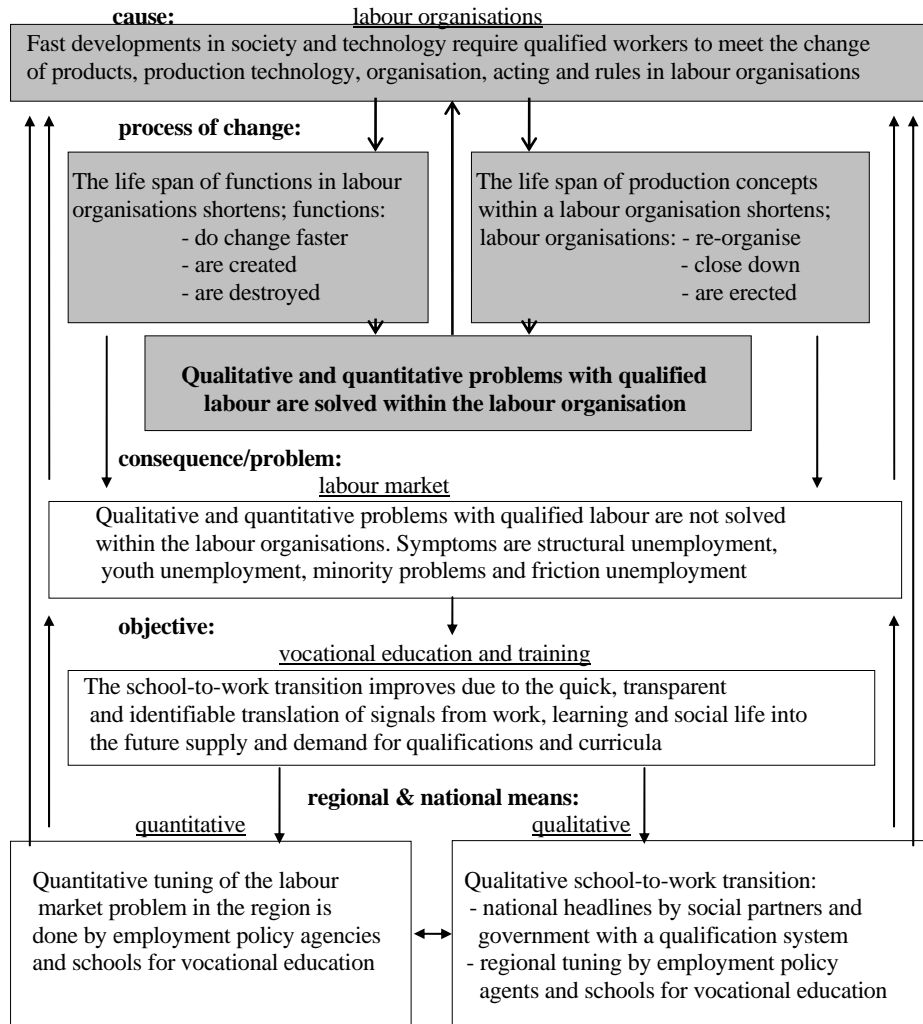 cause:
labour organisations
Fast developments in society and technology require qualified workers to meet the change
of products, production technology, organisation, acting and rules in labour organisations
process of change:
The life span of functions in labour
organisations shortens; functions:
- do change faster
- are created
- are destroyed
The life span of production concepts
within a labour organisation shortens;
labour organisations: - re-organise
- close down
- are erected
Qualitative and quantitative problems with qualified
labour are solved within the labour organisation
consequence/problem:
labour market
Qualitative and quantitative problems with qualified labour are not solved
within the labour organisations. Symptoms are structural unemployment,
youth unemployment, minority problems and friction unemployment
objective:
vocational education and training
The school-to-work transition improves due to the quick, transparent
and identifiable translation of signals from work, learning and social life into
the future supply and demand for qualifications and curricula
regional & national means:
quantitative
Quantitative tuning of the labour
market problem in the region is
done by employment policy agencies
and schools for vocational education
qualitative
Qualitative school-to-work transition:
- national headlines by social partners and
government with a qualification system
- regional tuning by employment policy
agents and schools for vocational education